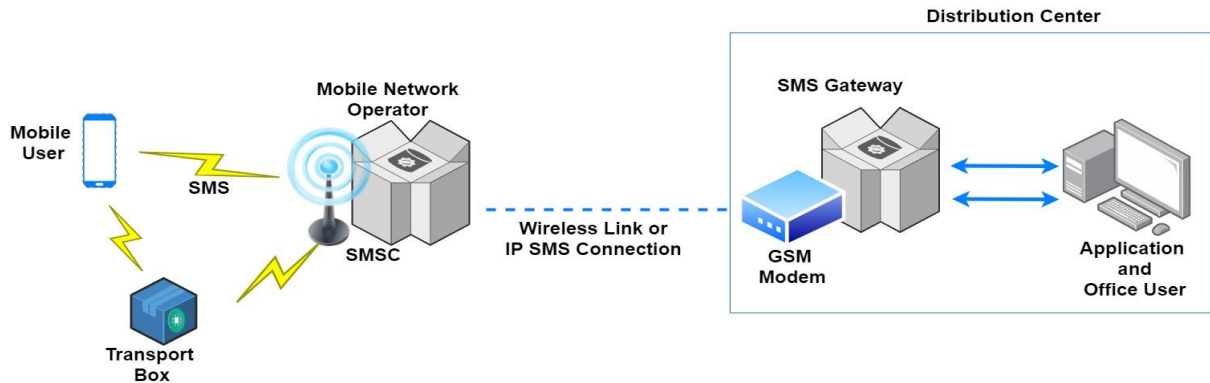 Distribution Center
Mobile Network
Operator
SMS Gateway
Mobile
User
SMS
SMSC
Wireless Link or
IP SMS Connection
GSM
Modem
Application
and
Office User
Transport
Box